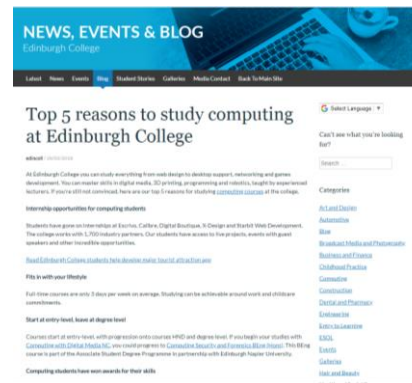 NEWS, EVENTS & BLOG
Edinburgh College
Latest News Events Blog Student Stories Galleries Media Contact Back To Main Site
Top 5 reasons to study computing
at Edinburgh College
At Edinburgh College you can study everything from web design to desktop support, networking and games
development. You can master skills in digital media, 3D printing, programming and robotics, taught by experienced
lecturers. If you're still not convinced, here are our top 5 reasons for studying computing courses at the college.
Internship opportunities for computing students
Students have gone on internships at Escrivo, Calibre, Digital Boutique, X-Design and Starbit Web Development.
The college works with 1,700 industry partners. Our students have access to live projects, events with guest
speakers and other incredible opportunities.
Read Edinburgh College students help develop major tourist attraction app
Fits in with your lifestyle
Full-time courses are only 3 days per week on average. Studying can be achievable around work and childcare
commitments.
Start at entry-level, leave at degree level!
Courses start at entry-level, with progression onto courses HND and degree level. If you begin your studies with
Computing with Digital Media NC, you could progress to Computing Security and Forensics BEng (Hons). This BEng
course is part of the Associate Student Degree Programme in partnership with Edinburgh Napier University.
Computing students have won awards for their skills
Select Language
Can't see what you're looking
for?
Search ...
Categories
Art and Design
Automotive
Blog
Broadcast Media and Photography
Business and Finance
Childhood Practice
Computing
Construction
Dental and Pharmacy
Engineering
Entry to Learning
ESOL
Events
Galleries
Hair and Beauty